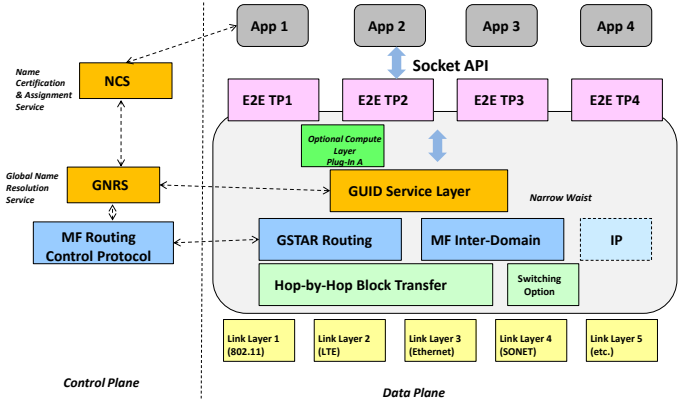 App 1
App 2
App 3
App 4
Socket API
Name
Certification
& Assignment
Service
NCS
E2E TP1
E2E TP2
E2E TP3
E2E TP4
Optional Compute
Layer
Plug-In A
Global Name
Resolution
Service
GNRS
GUID Service Layer
Narrow Waist
MF Routing
Control Protocol
GSTAR Routing
MF Inter-Domain
IP
Hop-by-Hop Block Transfer
Switching
Option
Link Layer 1
(802.11)
Link Layer 2
(LTE)
Link Layer 3
(Ethernet)
Link Layer 4
(SONET)
Link Layer 5
(etc.)
Control Plane
Data Plane